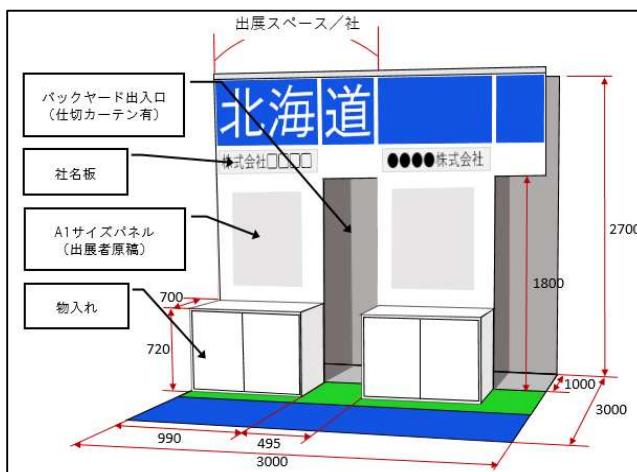 出展スペース／社
バックヤード出入口
（仕切カーテン有）
北海道
社名板
株式会社□□□□
●●●●株式会社
A1サイズパネル
（出展者原稿）
2700
1800
700
物入れ
720
1000
3000
990
495
3000